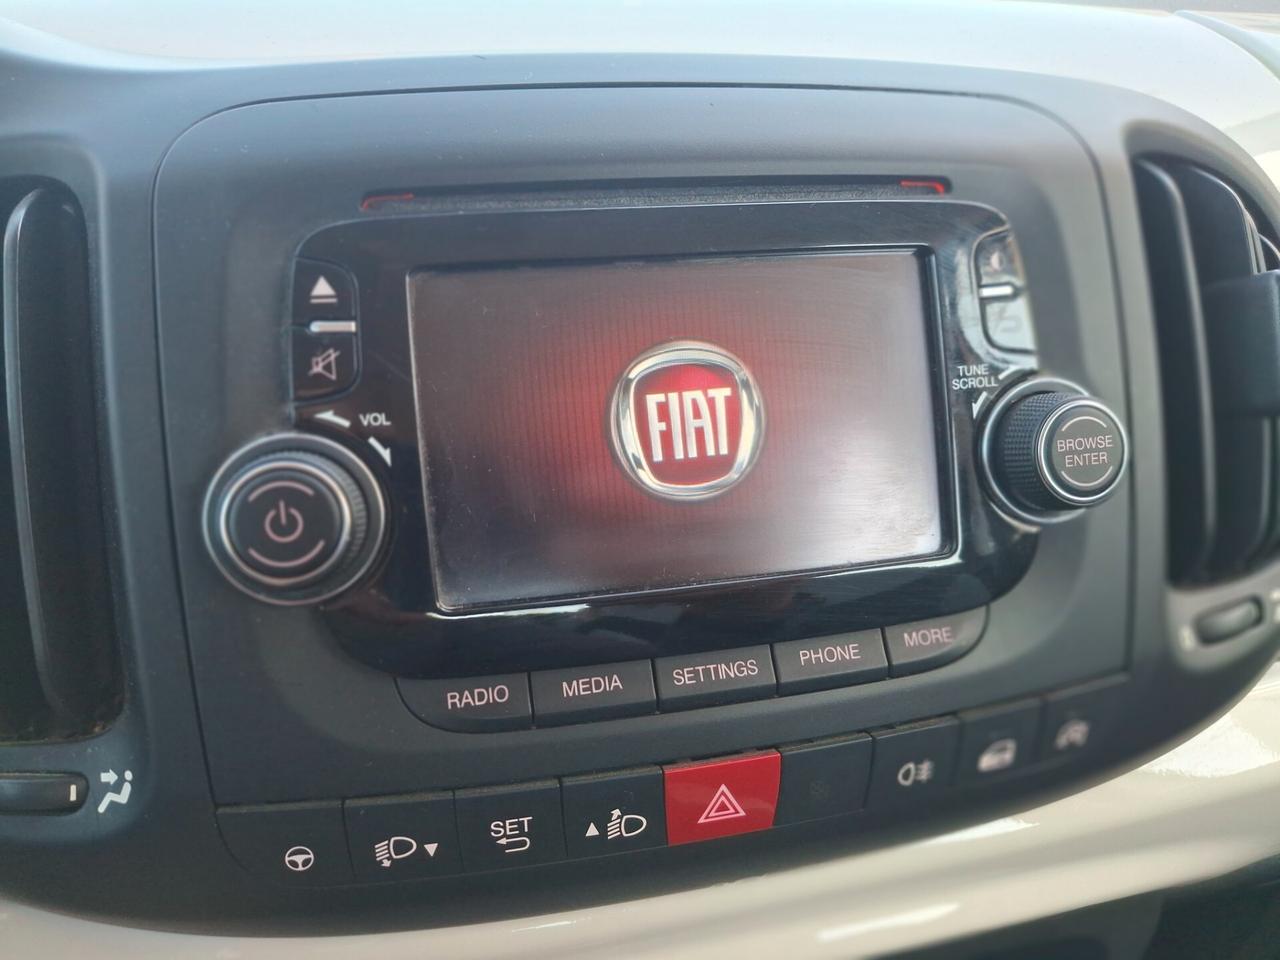 VOL
FIAT
TUNE
SCROLL
BROWSE
ENTER
RADIO
MEDIA
SETTINGS
PHONE
MORE
SET